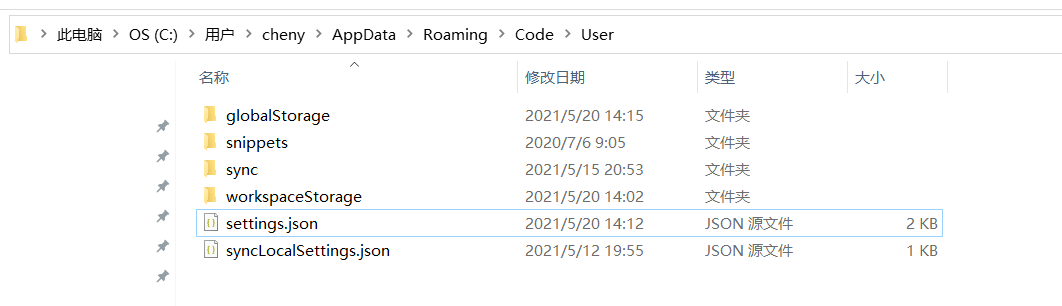 此电脑 > OS (C:) > 用户 > cheny > AppData > Roaming > Code > User
名称 修改日期 类型 大小
globalStorage 2021/5/20 14:15 文件夹
snippets 2020/7/6 9:05 文件夹
sync 2021/5/15 20:53 文件夹
workspaceStorage 2021/5/20 14:02 文件夹
settings.json 2021/5/20 14:12 JSON 源文件 2 KB
syncLocalSettings.json 2021/5/12 19:55 JSON 源文件 1 KB